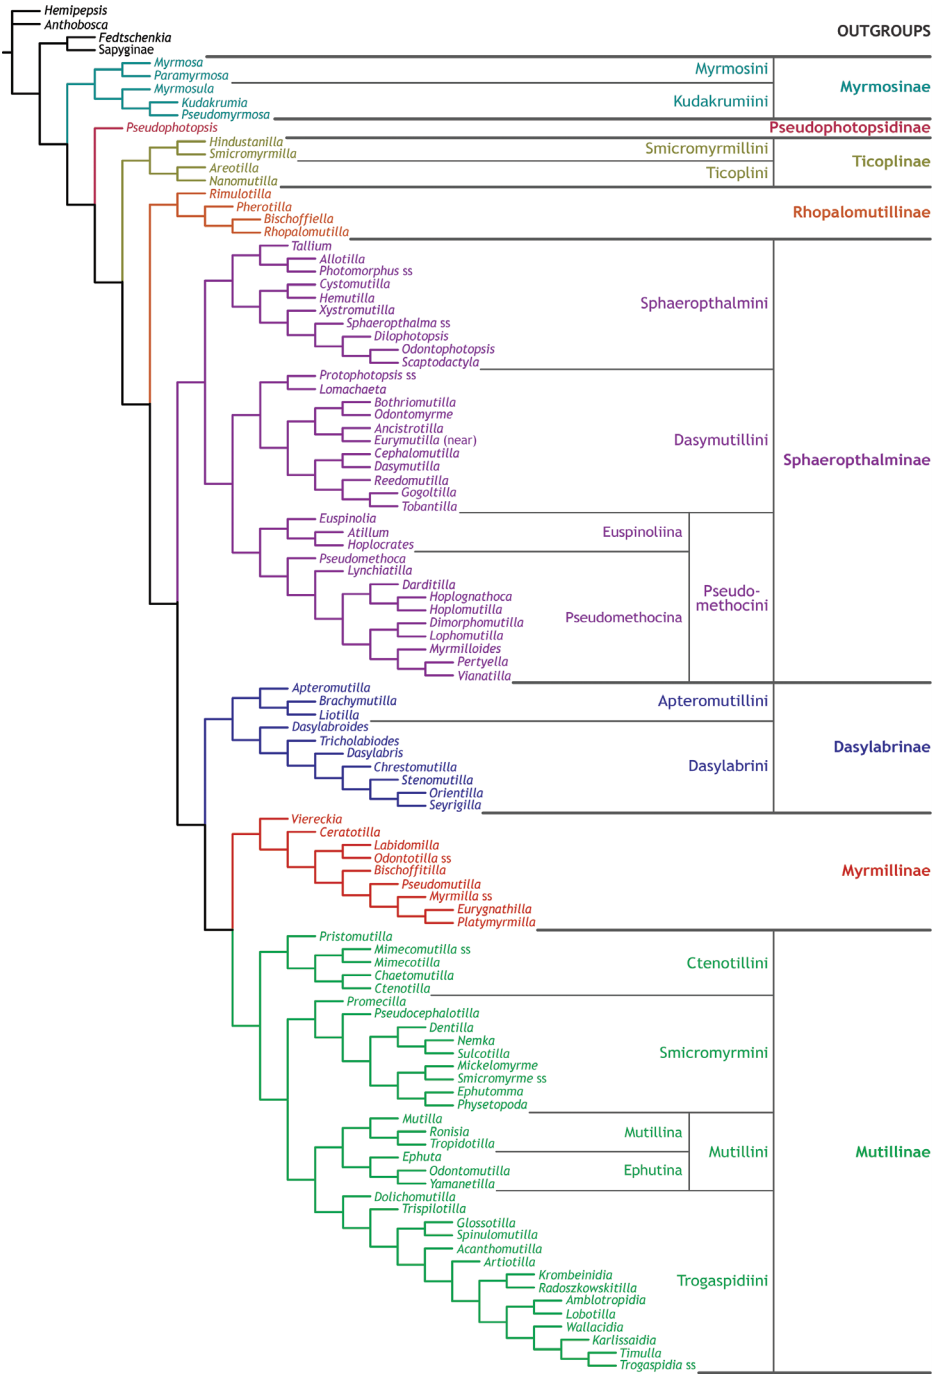 Hemipepsis
Anthobosca
Fedtschenkia
Sapyginae
OUTGROUPS
Myrmosa
Paramyrmosa
Myrmosini
Myrmosula
Kudakrumia
Pseudomyrmosa
Kudakrumiini
Myrmosinae
Pseudophotopsis
Pseudophotopsidinae
Hindustanilla
Smicromyrmilla
Smicromyrmillini
Areotilla
Nanomutilla
Ticoplini
Ticoplinae
Rimulotilla
Pherotilla
Bischoffiella
Rhopalomutilla
Rhopalomutillinae
Tallium
Allotilla
Photomorphus ss
Cystomutilla
Hemutilla
Xystromutilla
Sphaeropthalma ss
Dilophotopsis
Odontophotopsis
Scaptodactyla
Sphaeropthalmini
Protophotopsis ss
Lomachaeta
Bothriomutilla
Odontomyrme
Ancistrotilla
Eurymutilla (near)
Cephalomutilla
Dasymutilla
Reedomutilla
Gogoltilla
Tobantilla
Dasymutillini
Sphaeropthalminae
Euspinolia
Atillum
Hoplocrates
Euspinoliina
Pseudomethoca
Lynchiatilla
Darditilla
Hoplognathoca
Hoplomutilla
Dimorphomutilla
Lophomutilla
Myrmilloides
Pertyella
Vianatilla
Pseudomethocina
Pseudo-
methocini
Apteromutilla
Brachymutilla
Liotilla
Apteromutillini
Dasylabroides
Tricholabiodes
Dasylabris
Chrestomutilla
Stenomutilla
Orientilla
Seyrigilla
Dasylabrini
Dasylabrinae
Viereckia
Ceratotilla
Labidomilla
Odontotilla ss
Bischoffitilla
Pseudomutilla
Myrmilla ss
Eurygnathilla
Platymyrmilla
Myrmillinae
Pristomutilla
Mimecomutilla ss
Mimecotilla
Chaetomutilla
Ctenotilla
Ctenotillini
Promecilla
Pseudocephalotilla
Dentilla
Nemka
Sulcotilla
Mickelomyrme
Smicromyrme ss
Ephutomma
Physetopoda
Smicromyrmini
Mutilla
Ronisia
Tropidotilla
Mutillina
Ephuta
Odontomutilla
Yamanetilla
Ephutina
Mutillini
Mutillinae
Dolichomutilla
Trispilotilla
Glossotilla
Spinulomutilla
Acanthomutilla
Artiotilla
Krombeinidia
Radoszkowskitilla
Amblotropidia
Lobotilla
Wallacidia
Karlissaidia
Timulla
Trogaspidia ss
Trogaspidiini